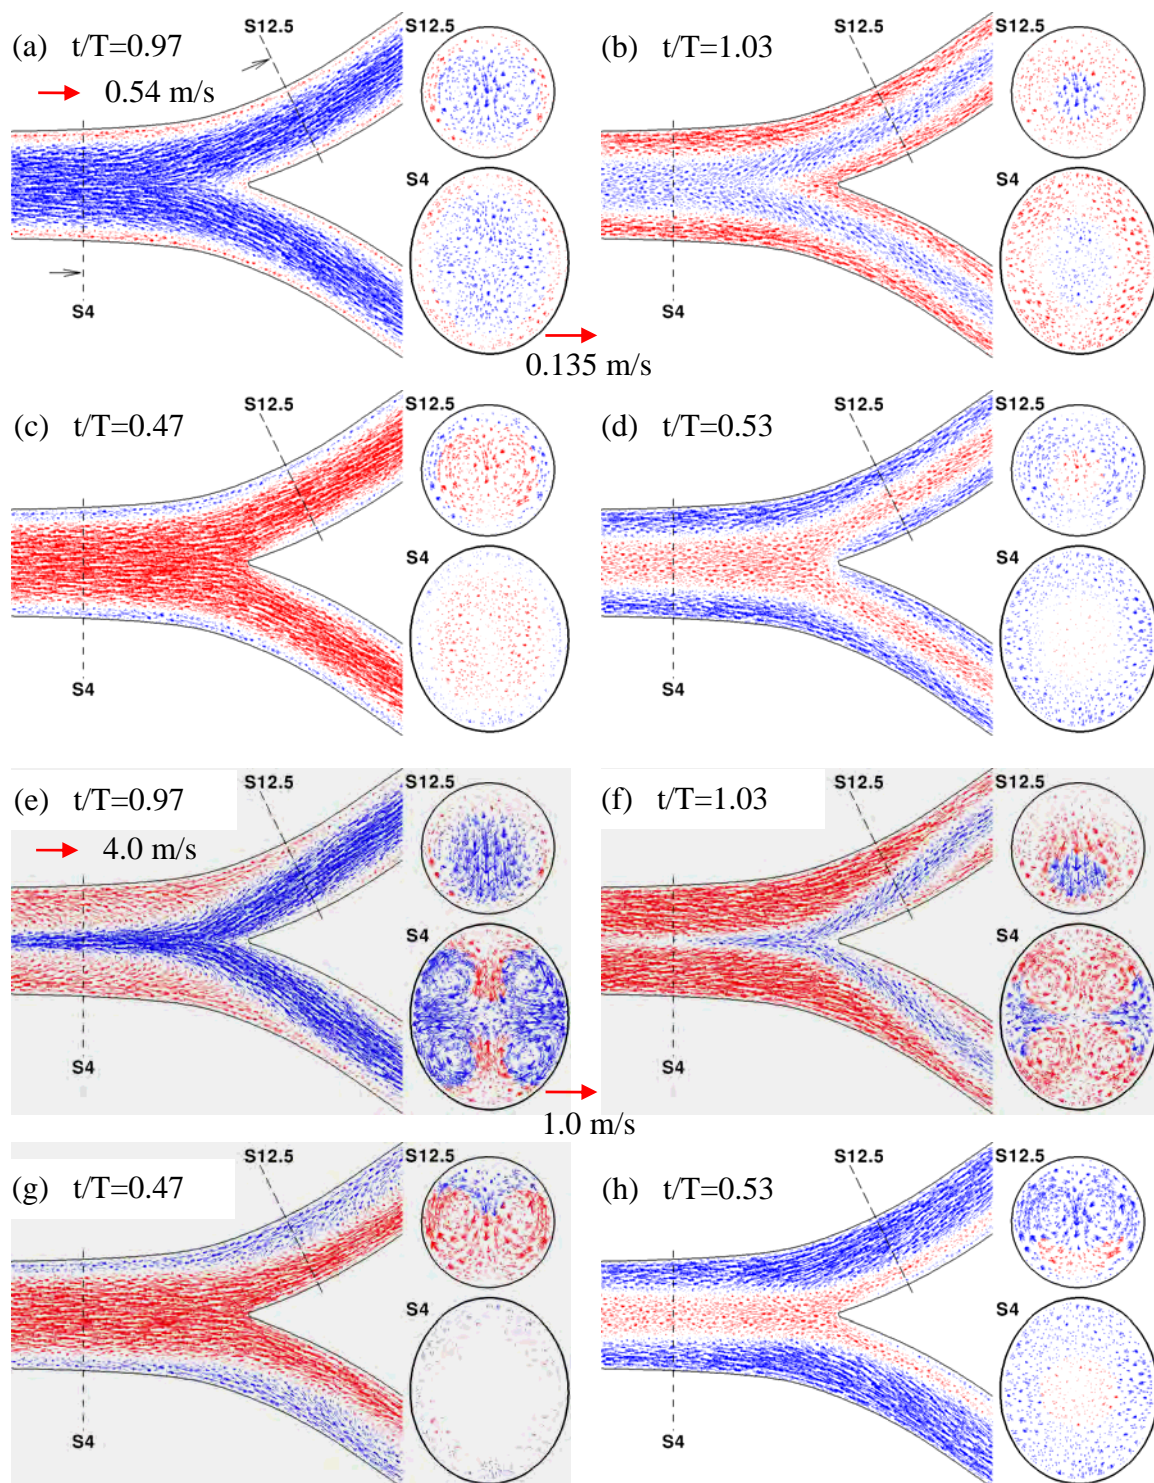 S12.5
S12.5
(a) t/T=0.97
0.54 m/s
S4
S4
S12.5
S12.5
(b) t/T=1.03
S4
S4
0.135 m/s
S12.5
S12.5
(c) t/T=0.47
S4
S4
S12.5
S12.5
(d) t/T=0.53
S4
S4
S12.5
S12.5
(e) t/T=0.97
4.0 m/s
S4
S4
S12.5
S12.5
(f) t/T=1.03
S4
S4
1.0 m/s
S12.5
S12.5
(g) t/T=0.47
S4
S4
S12.5
S12.5
(h) t/T=0.53
S4
S4